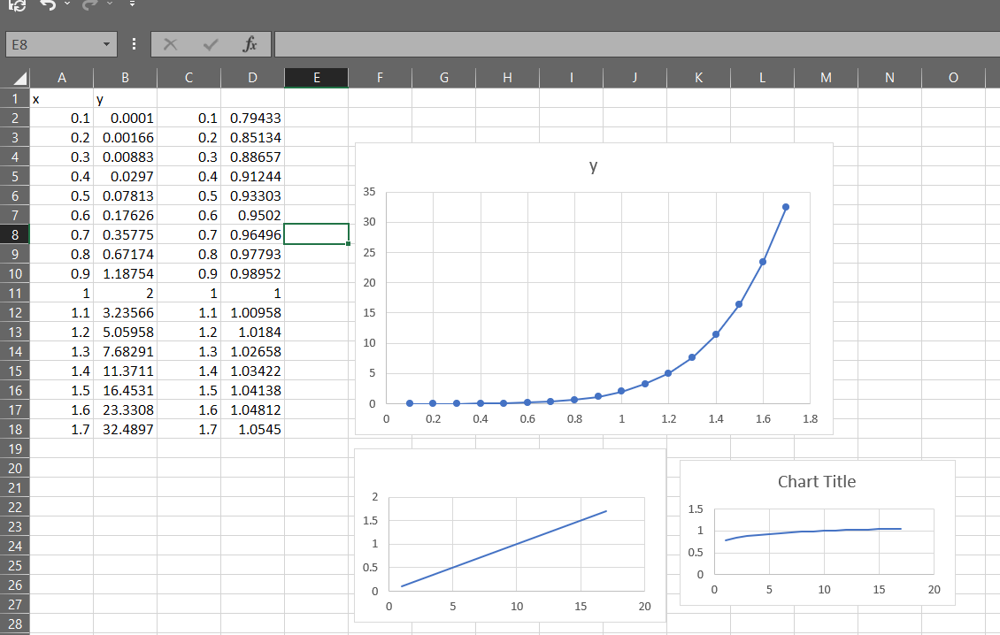 E8 fx
A B C D E F G H I J K L M N O
1 x y
2 0.1 0.0001 0.1 0.79433
3 0.2 0.00166 0.2 0.85134
4 0.3 0.00883 0.3 0.88657
5 0.4 0.0297 0.4 0.91244
6 0.5 0.07813 0.5 0.93303
7 0.6 0.17626 0.6 0.9502
8 0.7 0.35775 0.7 0.96496
9 0.8 0.67174 0.8 0.97793
10 0.9 1.18754 0.9 0.98952
11 1 2 1 1
12 1.1 3.23566 1.1 1.00958
13 1.2 5.05958 1.2 1.0184
14 1.3 7.68291 1.3 1.02658
15 1.4 11.3711 1.4 1.03422
16 1.5 16.4531 1.5 1.04138
17 1.6 23.3308 1.6 1.04812
18 1.7 32.4897 1.7 1.0545
19
20
21
22
23
24
25
26
27
28
y
35
30
25
20
15
10
5
0
0 0.2 0.4 0.6 0.8 1 1.2 1.4 1.6 1.8
2
1.5
1
0.5
0
0 5 10 15 20
Chart Title
1.5
1
0.5
0
0 5 10 15 20